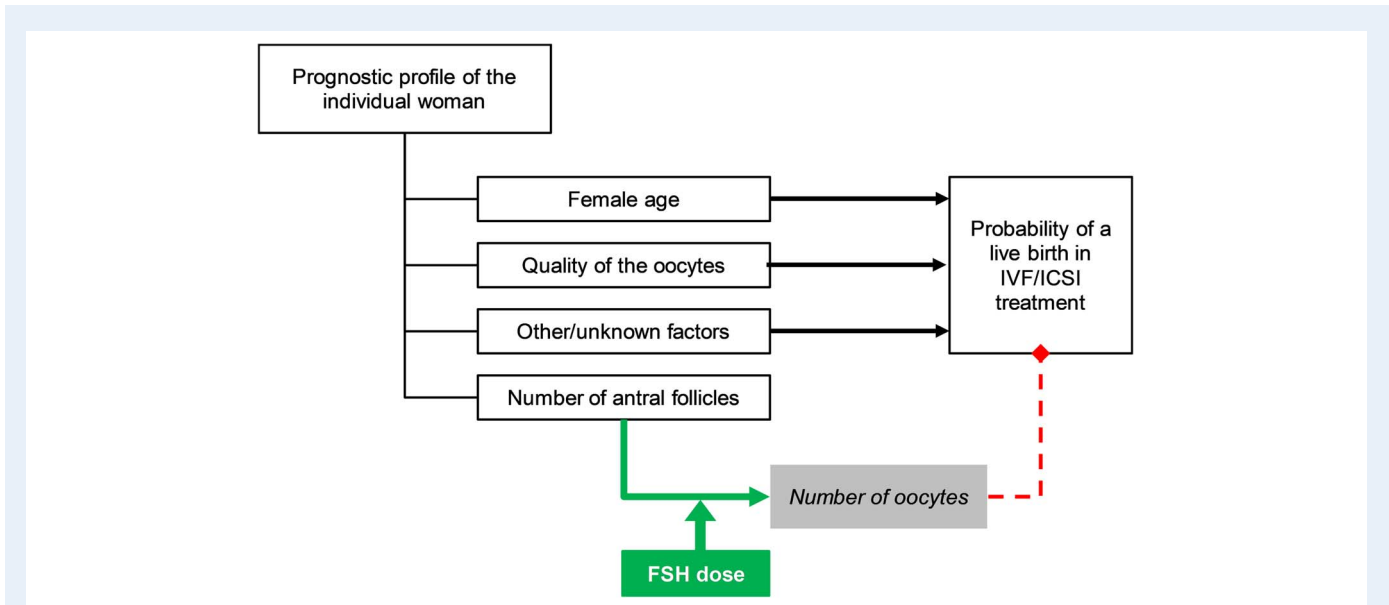 Prognostic profile of the
individual woman
Female age
Quality of the oocytes
Other/unknown factors
Number of antral follicles
Probability of a
live birth in
IVF/ICSI
treatment
Number of oocytes
FSH dose